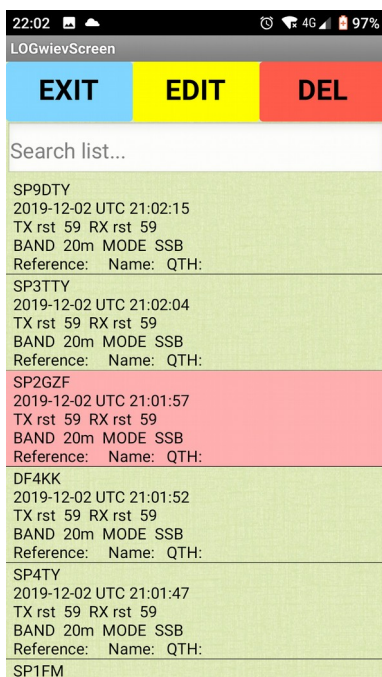 22:02 4G 97%
LOGwievScreen
EXIT EDIT DEL
Search list...
SP9DTY
2019-12-02 UTC 21:02:15
TX rst 59 RX rst 59
BAND 20m MODE SSB
Reference: Name: QTH:
SP3TTY
2019-12-02 UTC 21:02:04
TX rst 59 RX rst 59
BAND 20m MODE SSB
Reference: Name: QTH:
SP2GZF
2019-12-02 UTC 21:01:57
TX rst 59 RX rst 59
BAND 20m MODE SSB
Reference: Name: QTH:
DF4KK
2019-12-02 UTC 21:01:52
TX rst 59 RX rst 59
BAND 20m MODE SSB
Reference: Name: QTH:
SP4TY
2019-12-02 UTC 21:01:47
TX rst 59 RX rst 59
BAND 20m MODE SSB
Reference: Name: QTH:
SP1FM